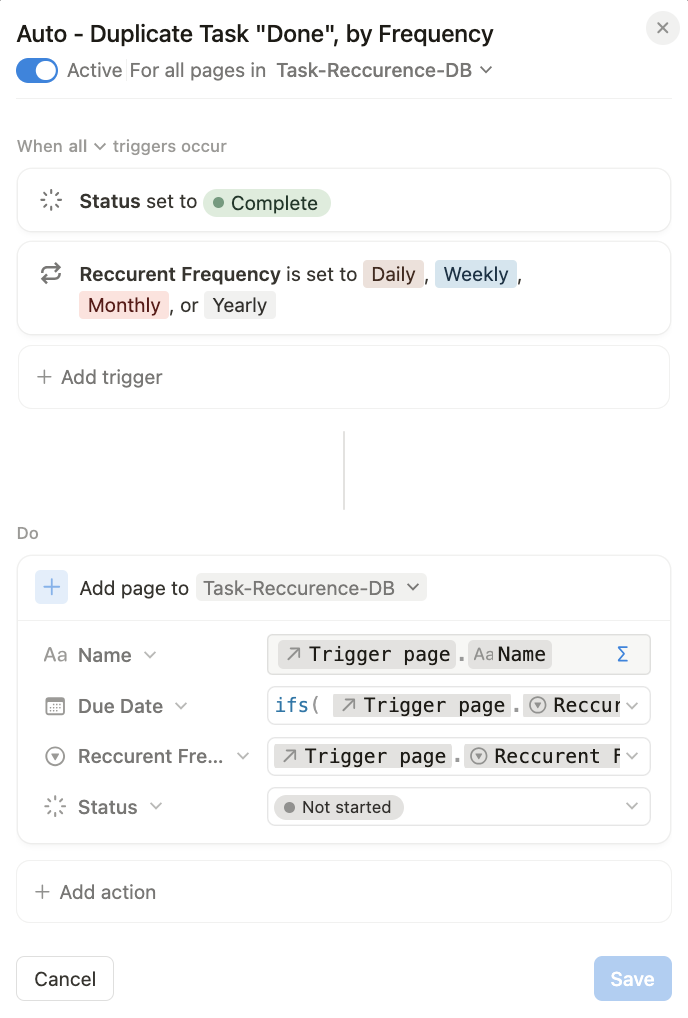 Auto - Duplicate Task "Done", by Frequency
Active For all pages in Task-Reccurence-DB
When all triggers occur
Status set to Complete
Reccurent Frequency is set to Daily, Weekly,
Monthly, or Yearly
+ Add trigger
Do
+ Add page to Task-Reccurence-DB
Aa Name Trigger page.Aa Name Σ
Due Date ifs( Trigger page.Reccur
Reccurent Fre... Trigger page.Reccurent F
Status Not started
+ Add action
Cancel Save